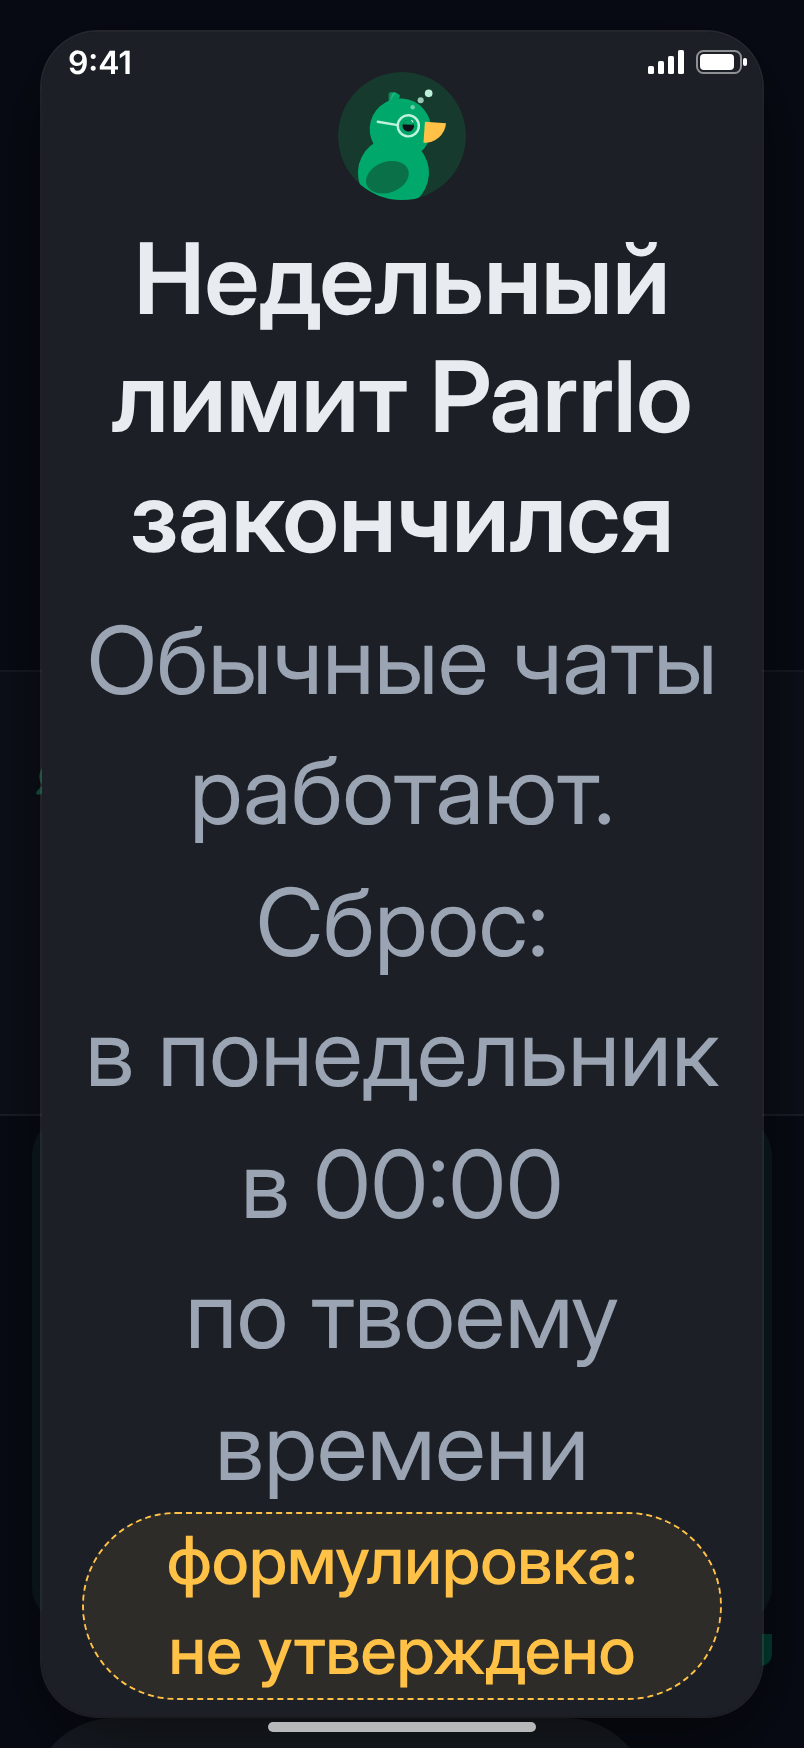 9:41
Недельный
лимит Parrlo
закончился
Обычные чаты
работают.
Сброс:
в понедельник
в 00:00
по твоему
времени
формулировка:
не утверждено